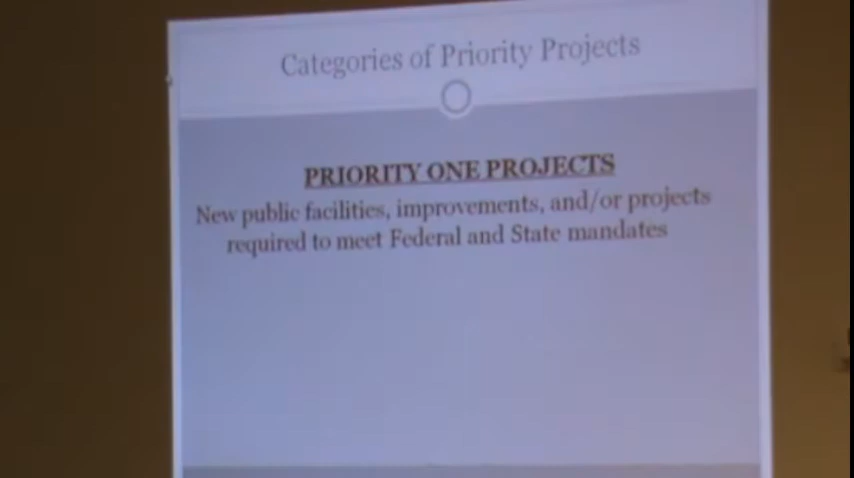 Categories of Priority Projects
PRIORITY ONE PROJECTS
New public facilities, improvements, and/or projects
required to meet Federal and State mandates